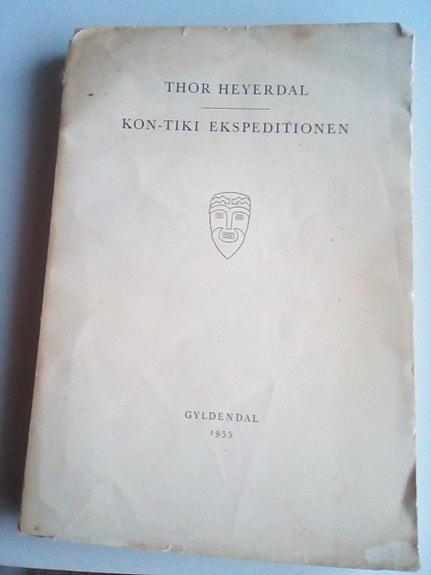 THOR HEYERDAL
KON-TIKI EKSPEDITIONEN
GYLDENDAL
1955